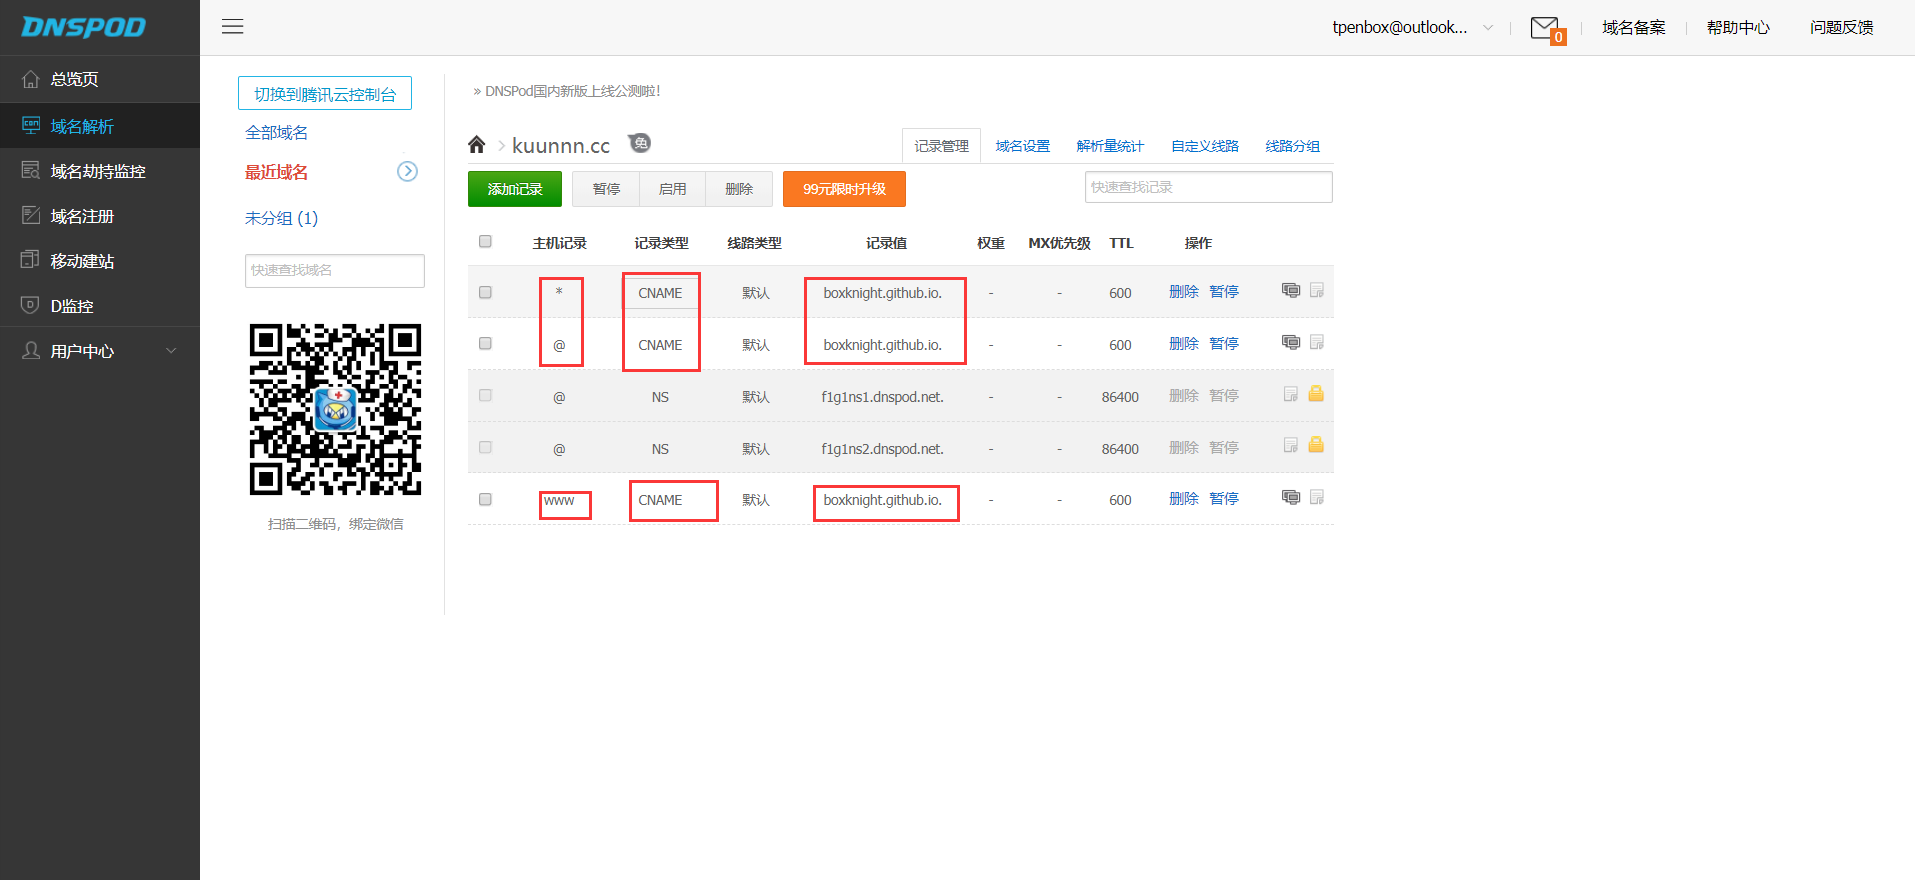 DNSPOD
tpenbox@outlook...
0
域名备案
帮助中心
问题反馈
总览页
域名解析
域名劫持监控
域名注册
移动建站
D监控
用户中心
切换到腾讯云控制台
全部域名
最近域名
未分组 (1)
快速查找域名
扫描二维码，绑定微信
» DNSPod国内新版上线公测啦！
kuunnn.cc 免
记录管理 域名设置 解析量统计 自定义线路 线路分组
添加记录 暂停 启用 删除 99元限时升级 快速查找记录
主机记录 记录类型 线路类型 记录值 权重 MX优先级 TTL 操作
* CNAME 默认 boxknight.github.io. - - 600 删除 暂停
@ CNAME 默认 boxknight.github.io. - - 600 删除 暂停
@ NS 默认 f1g1ns1.dnspod.net. - - 86400 删除 暂停
@ NS 默认 f1g1ns2.dnspod.net. - - 86400 删除 暂停
www CNAME 默认 boxknight.github.io. - - 600 删除 暂停